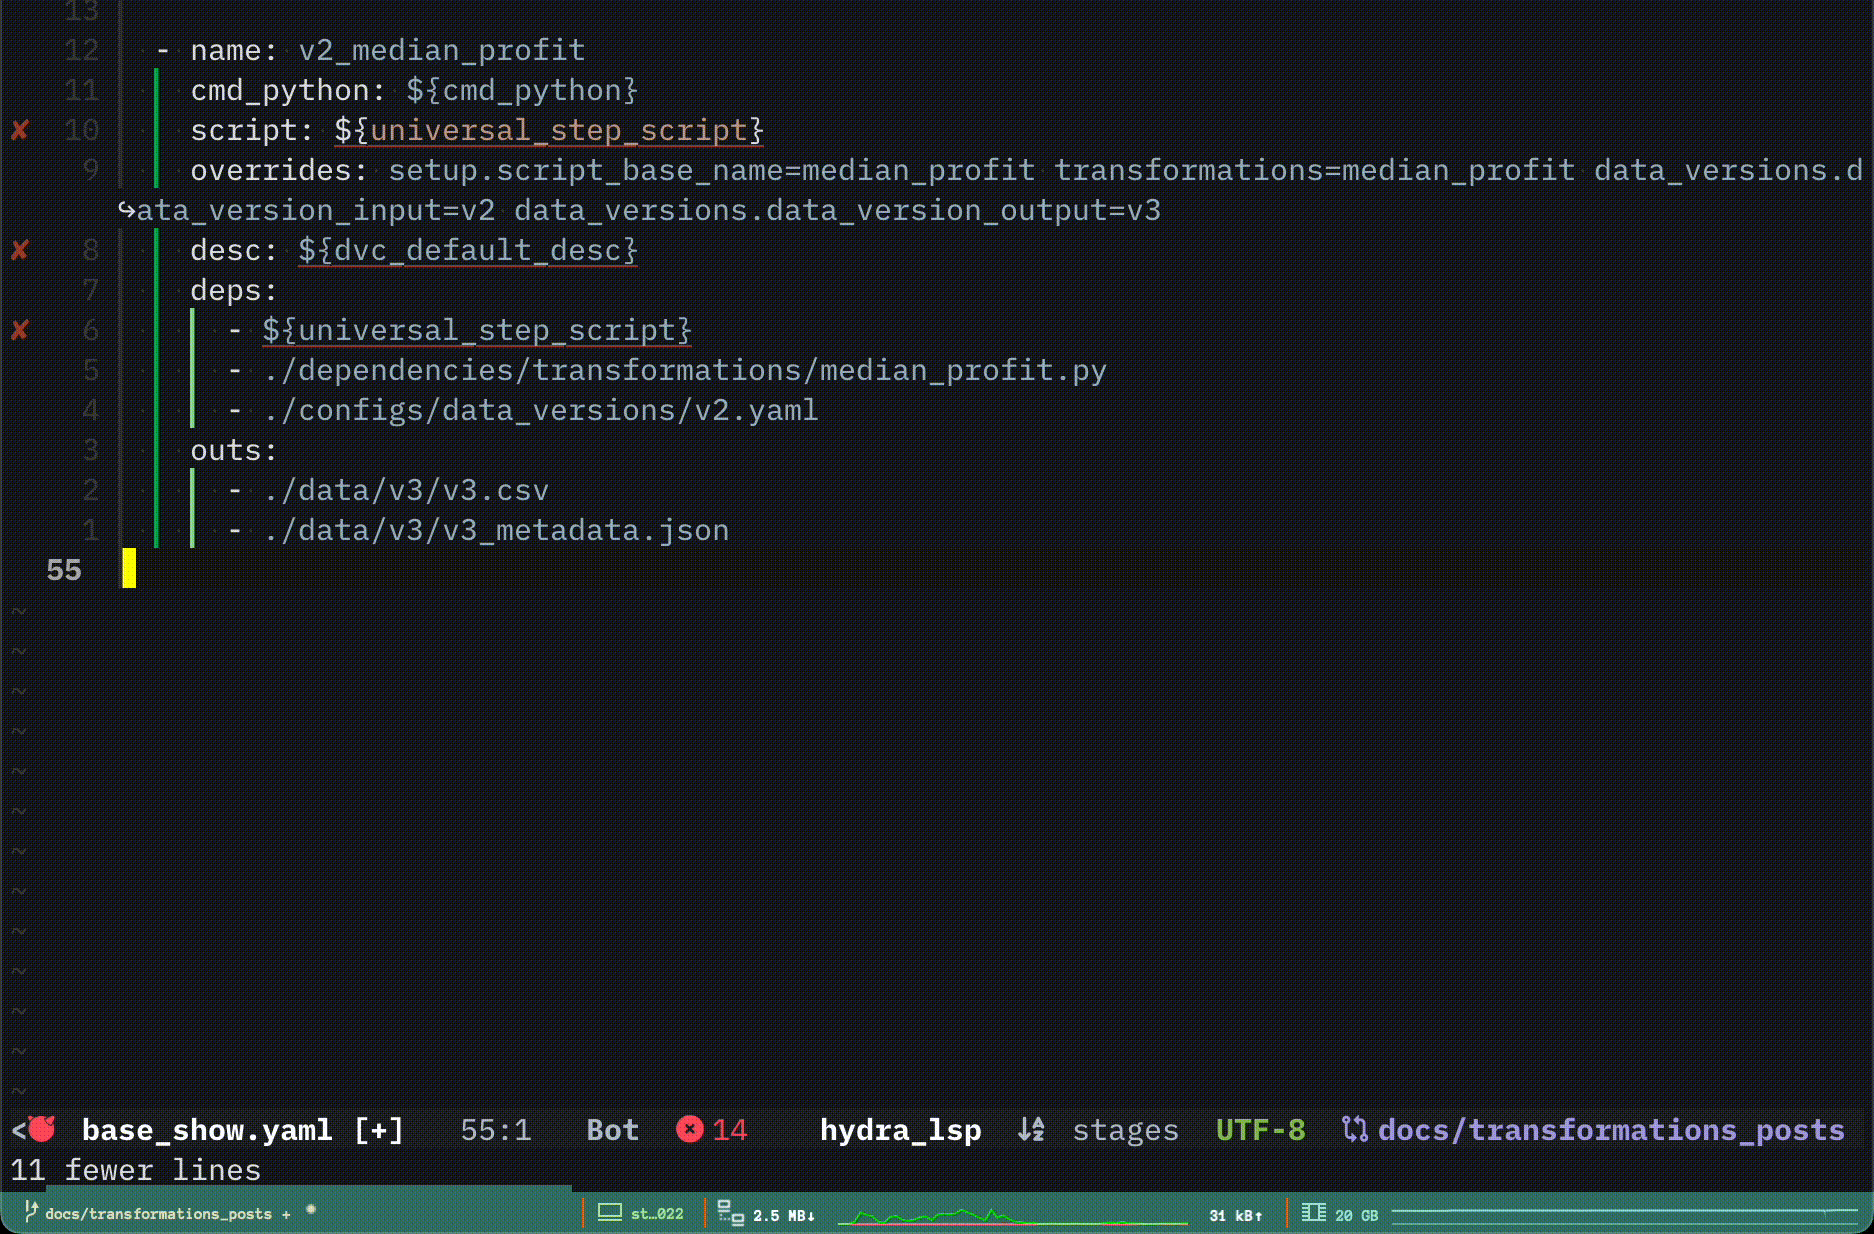 13
12 - name: v2_median_profit
11 cmd_python: ${cmd_python}
✘ 10 script: ${universal_step_script}
9 overrides: setup.script_base_name=median_profit transformations=median_profit data_versions.d
↪ata_version_input=v2 data_versions.data_version_output=v3
✘ 8 desc: ${dvc_default_desc}
7 deps:
✘ 6 - ${universal_step_script}
5 - ./dependencies/transformations/median_profit.py
4 - ./configs/data_versions/v2.yaml
3 outs:
2 - ./data/v3/v3.csv
1 - ./data/v3/v3_metadata.json
55
~
~
~
~
~
~
~
~
~
~
~
~
~
< base_show.yaml [+] 55:1 Bot 14 hydra_lsp ↓AZ stages UTF-8 docs/transformations_posts
11 fewer lines
docs/transformations_posts + st…022 2.5 MB↓ 31 kB↑ 20 GB